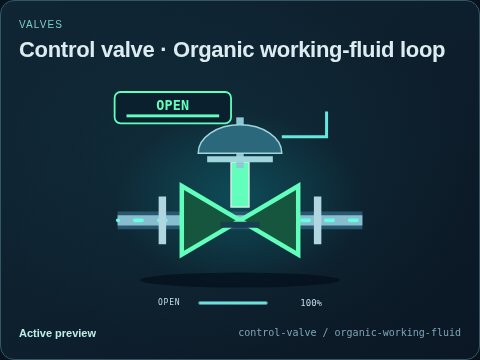 VALVES
Control valve · Organic working-fluid loop
OPEN
OPEN 100%
Active preview control-valve / organic-working-fluid